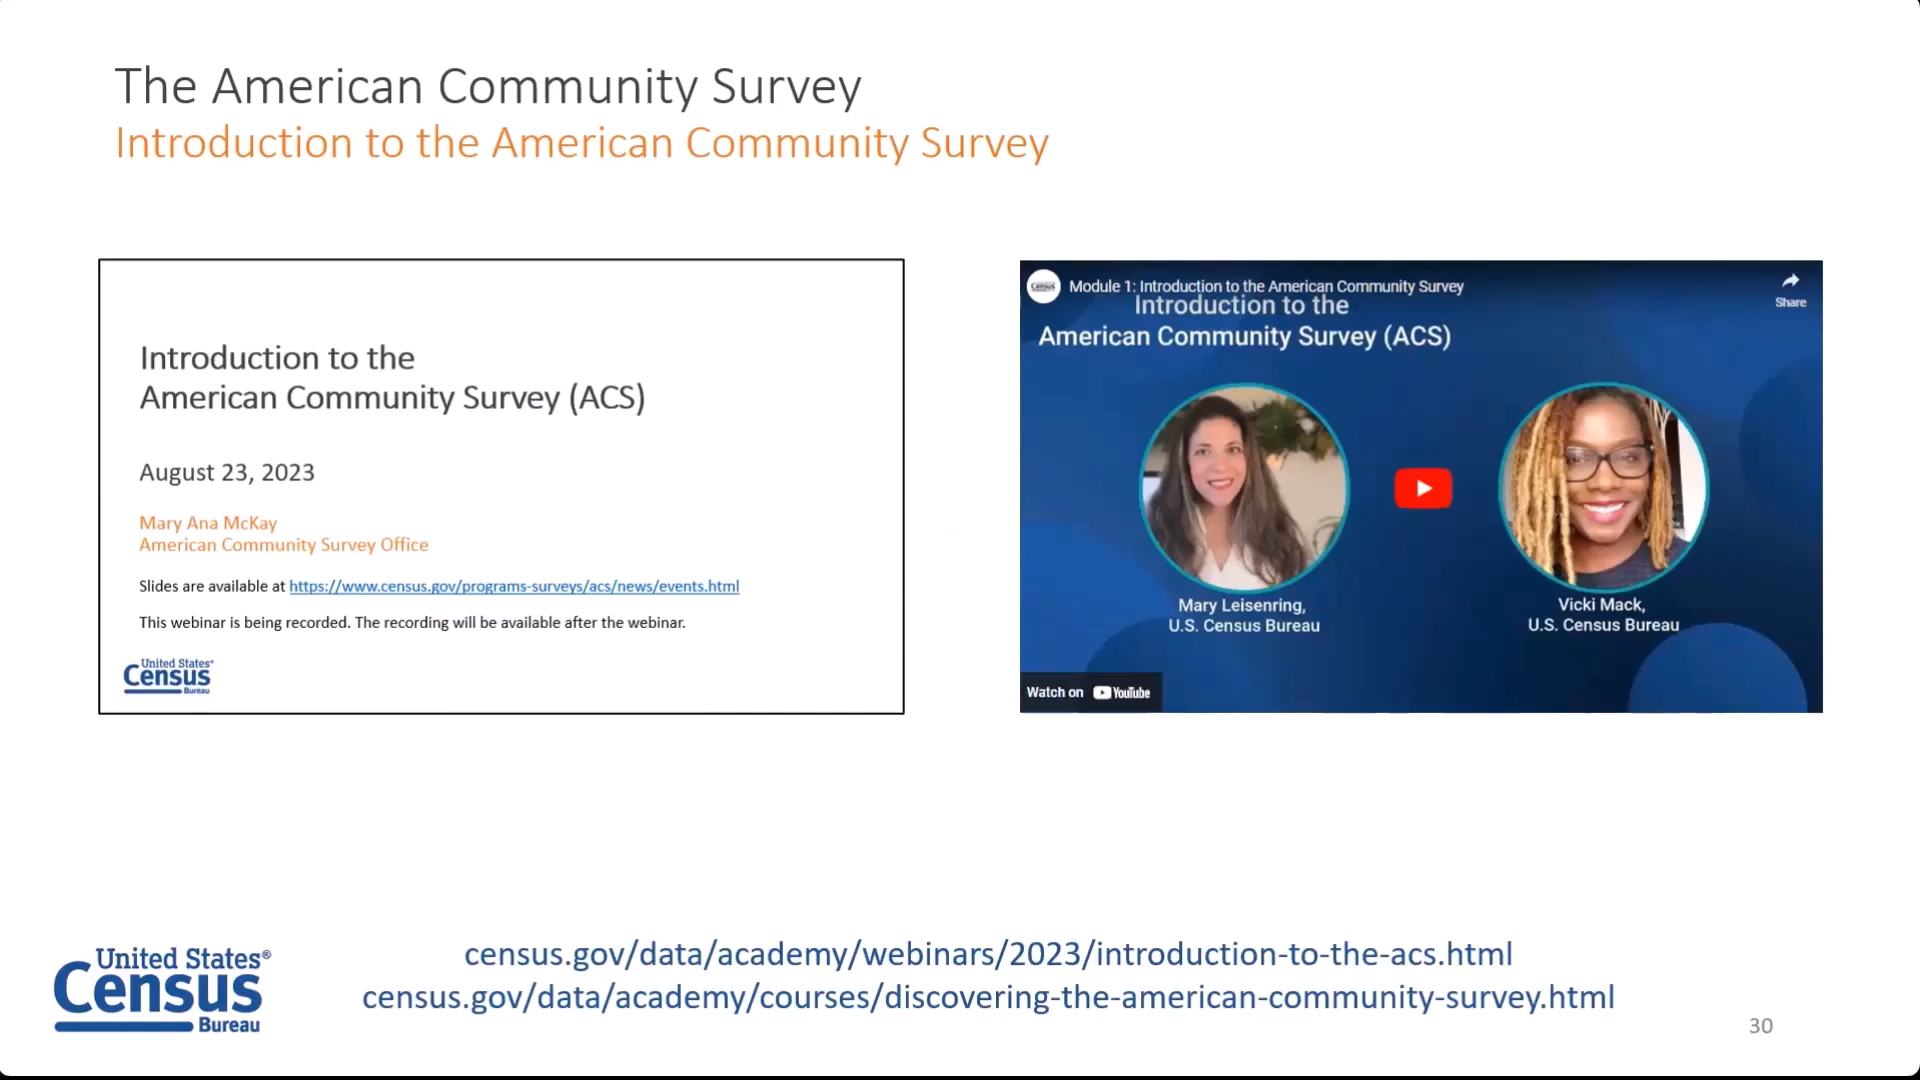 The American Community Survey
Introduction to the American Community Survey
Introduction to the
American Community Survey (ACS)
August 23, 2023
Mary Ana McKay
American Community Survey Office
Slides are available at https://www.census.gov/programs-surveys/acs/news/events.html
This webinar is being recorded. The recording will be available after the webinar.
United States®
Census
Bureau
Census
Module 1: Introduction to the American Community Survey
Share
Introduction to the
American Community Survey (ACS)
Mary Leisenring,
U.S. Census Bureau
Vicki Mack,
U.S. Census Bureau
Watch on YouTube
census.gov/data/academy/webinars/2023/introduction-to-the-acs.html
census.gov/data/academy/courses/discovering-the-american-community-survey.html
United States®
Census
Bureau
30